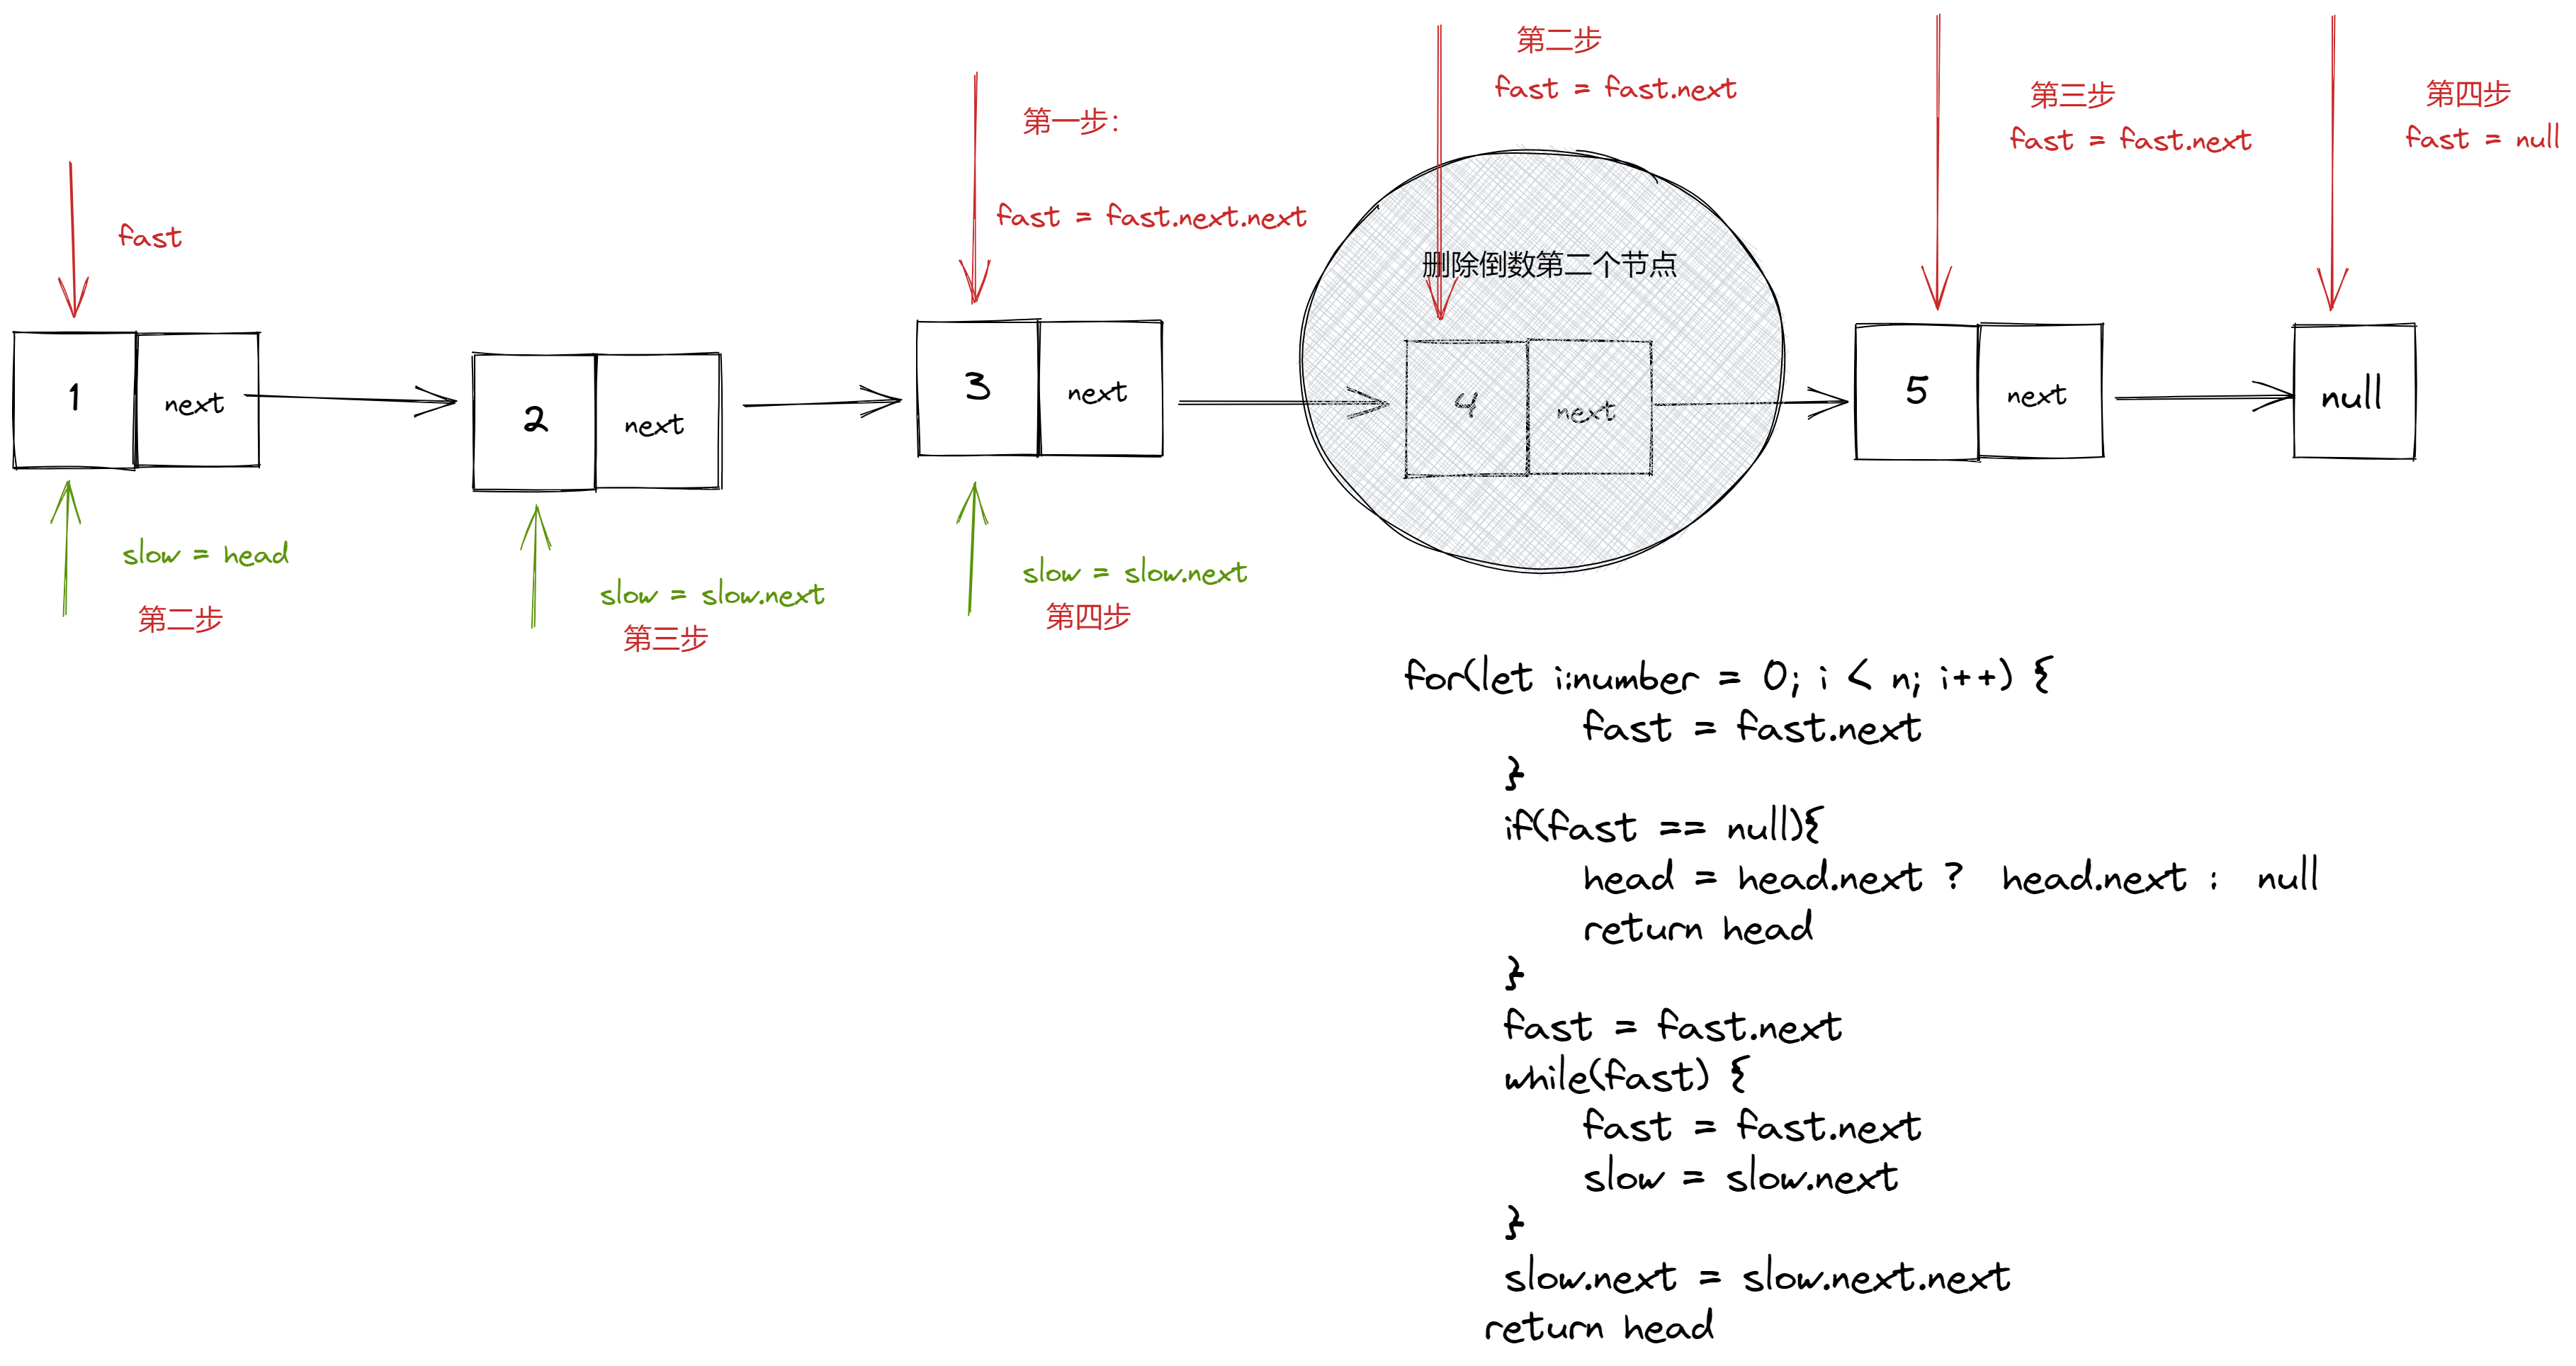 第二步
fast = fast.next
第三步
fast = fast.next
第四步
fast = null
第一步:
fast = fast.next.next
fast
删除倒数第二个节点
1
next
2
next
3
next
4
next
5
next
null
slow = head
第二步
slow = slow.next
第三步
slow = slow.next
第四步
for(let i:number = 0; i < n; i++) {
fast = fast.next
}
if(fast == null){
head = head.next ? head.next : null
return head
}
fast = fast.next
while(fast) {
fast = fast.next
slow = slow.next
}
slow.next = slow.next.next
return head